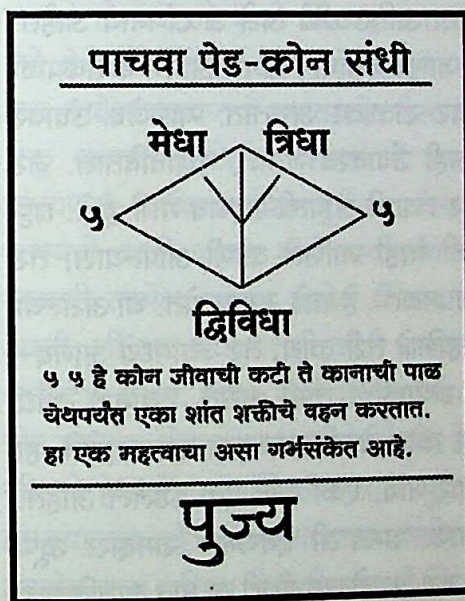 पाचवा पेड-कोन संधी
मेधा त्रिधा
५ ५
द्विविधा
५ ५ हे कोन जीवाची कटी ते कानाची पाळ
येथपर्यंत एका शांत शक्तीचे वहन करतात.
हा एक महत्वाचा असा गर्भसंकेत आहे.
पुज्य